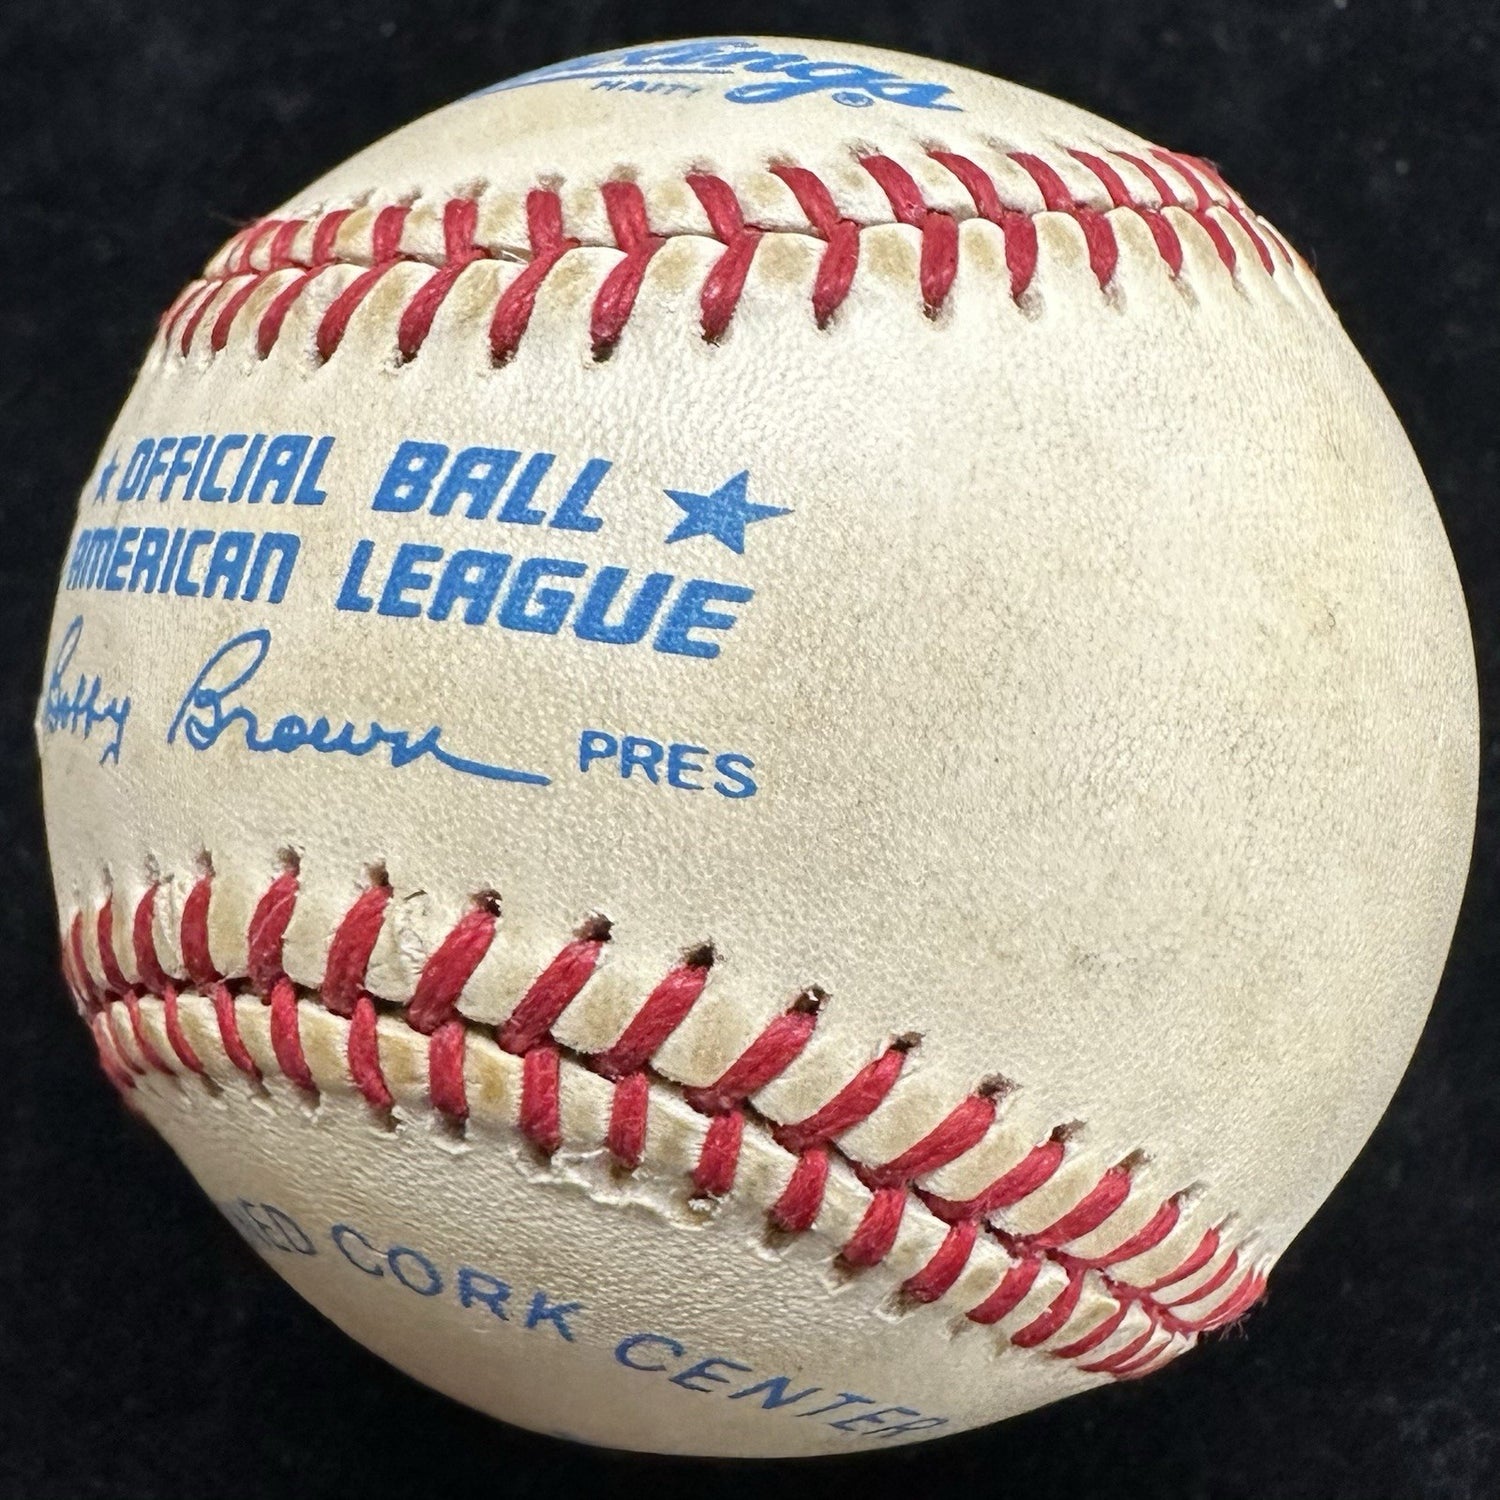 HAITI
®
★ OFFICIAL BALL ★
AMERICAN LEAGUE
Bobby Brown PRES
CORK CENTER